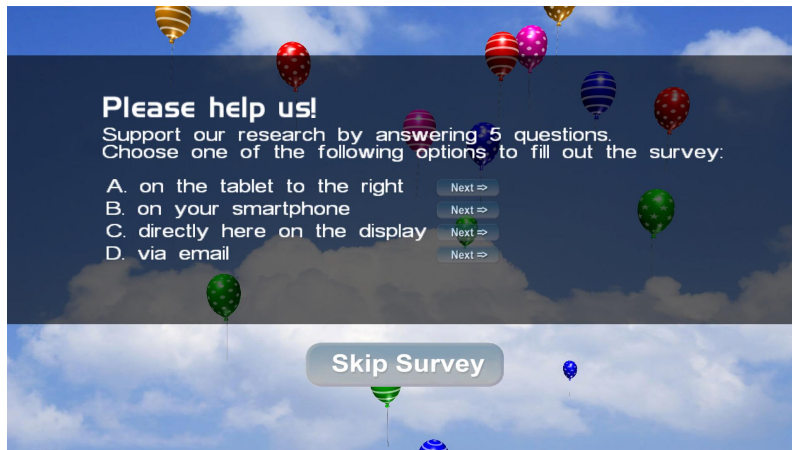 Please help us!
Support our research by answering 5 questions.
Choose one of the following options to fill out the survey:
A. on the tablet to the right Next ⇒
B. on your smartphone Next ⇒
C. directly here on the display Next ⇒
D. via email Next ⇒
Skip Survey